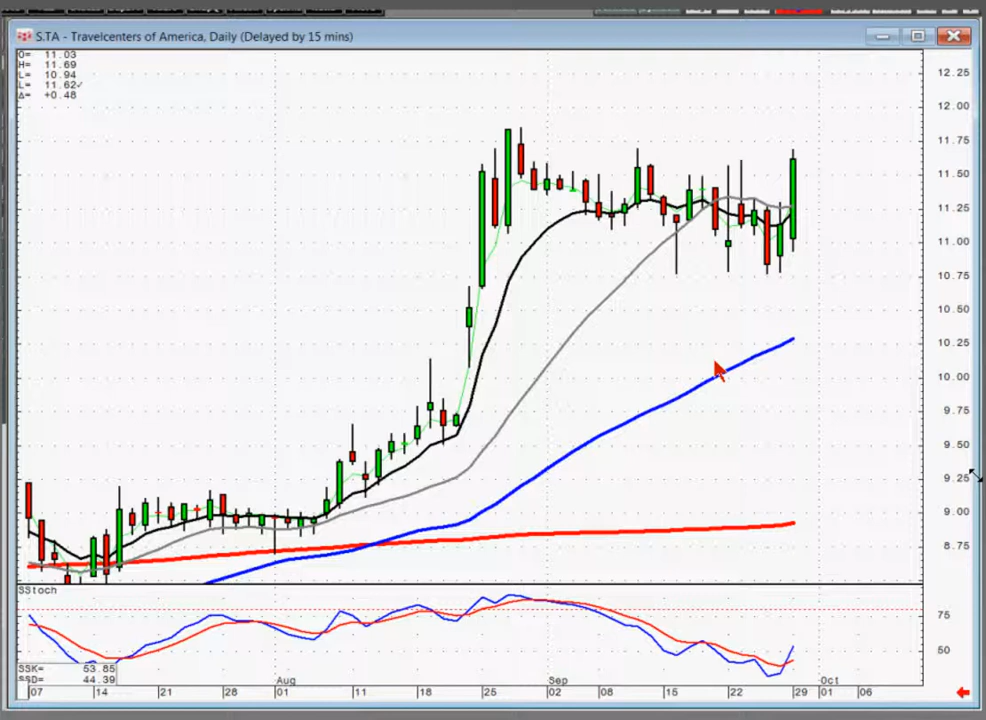 S.TA - Travelcenters of America, Daily (Delayed by 15 mins)
O= 11.03
H= 11.69
L= 10.94
L= 11.62✓
Δ= +0.48
12.25
12.00
11.75
11.50
11.25
11.00
10.75
10.50
10.25
10.00
9.75
9.50
9.25
9.00
8.75
SStoch
75
50
SSK= 53.85
SSD= 44.39
Aug Sep Oct
07 14 21 28 01 11 18 25 02 08 15 22 29 01 06